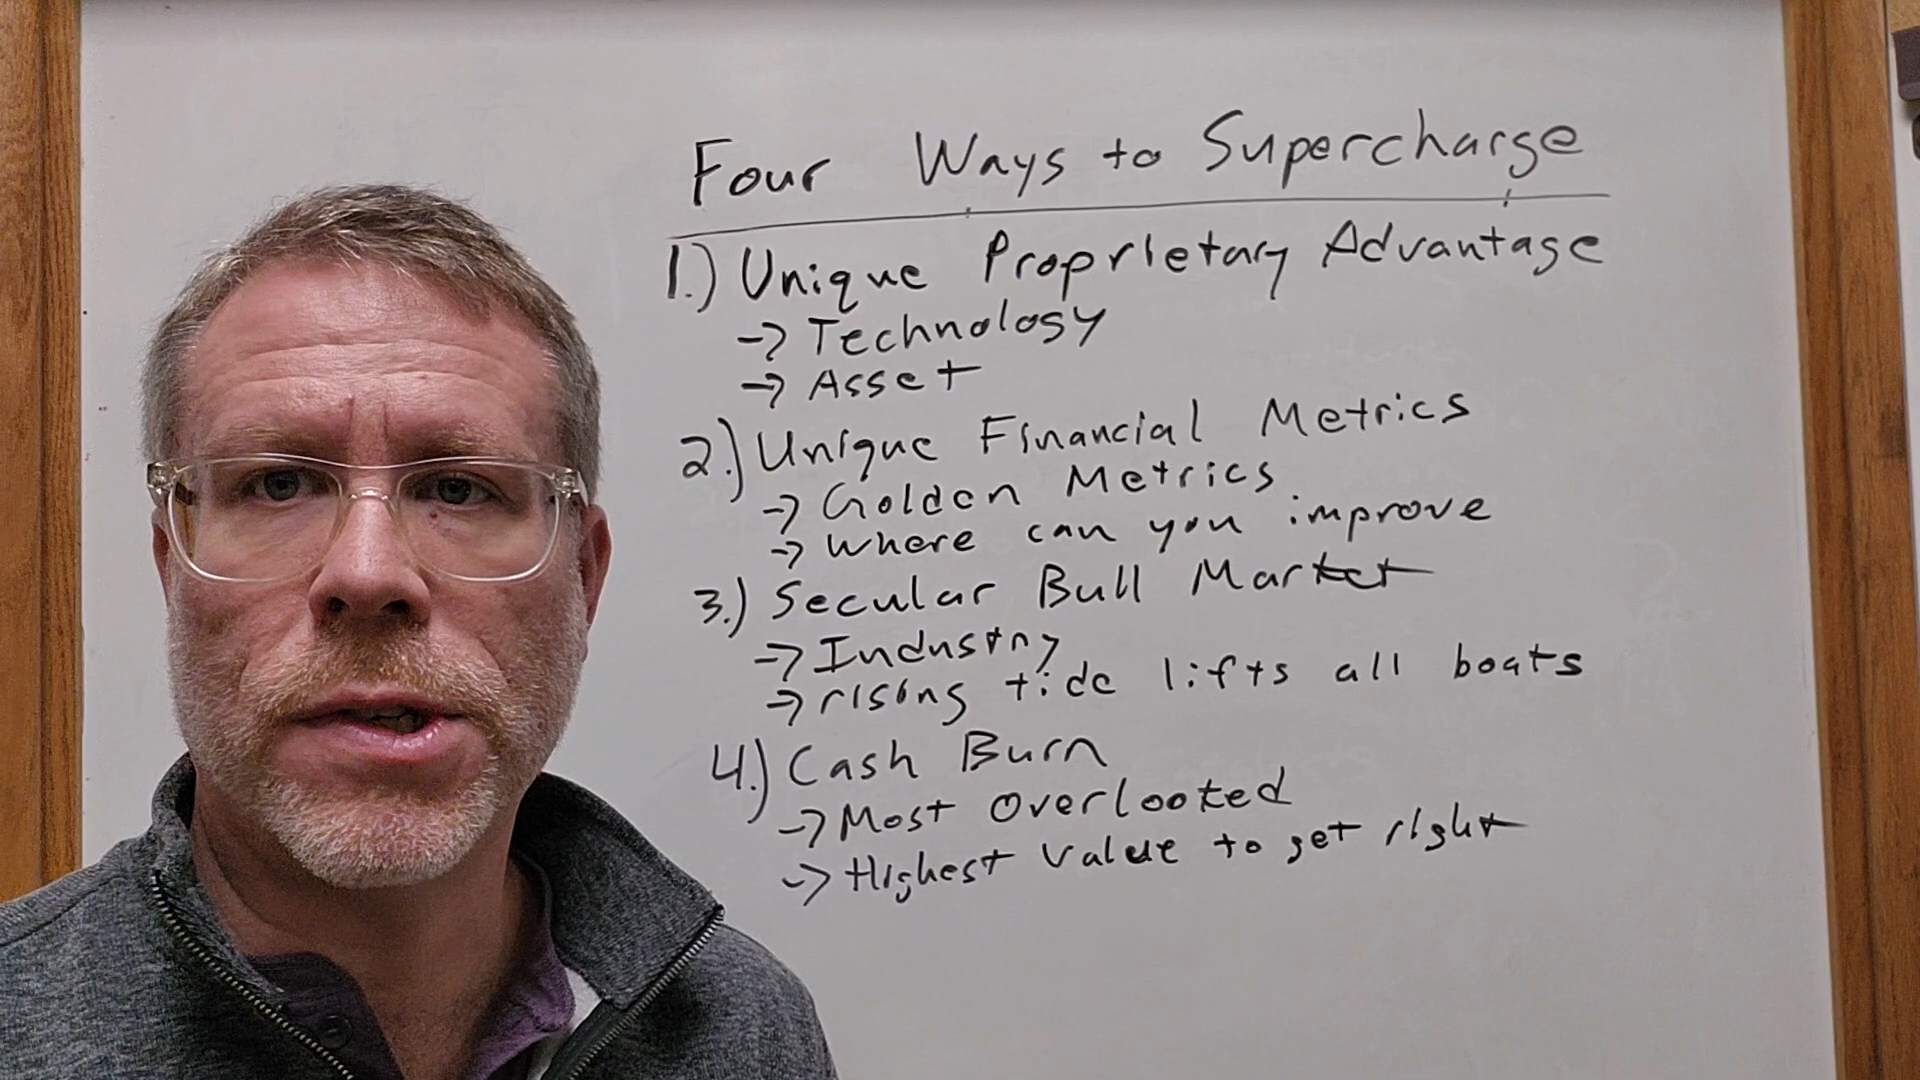 Four Ways to Supercharge
1.) Unique Proprietary Advantage
-> Technology
-> Asset
2.) Unique Financial Metrics
-> Golden Metrics
-> Where can you improve
3.) Secular Bull Market
-> Industry
-> rising tide lifts all boats
4.) Cash Burn
-> Most Overlooked
-> Highest Value to get right